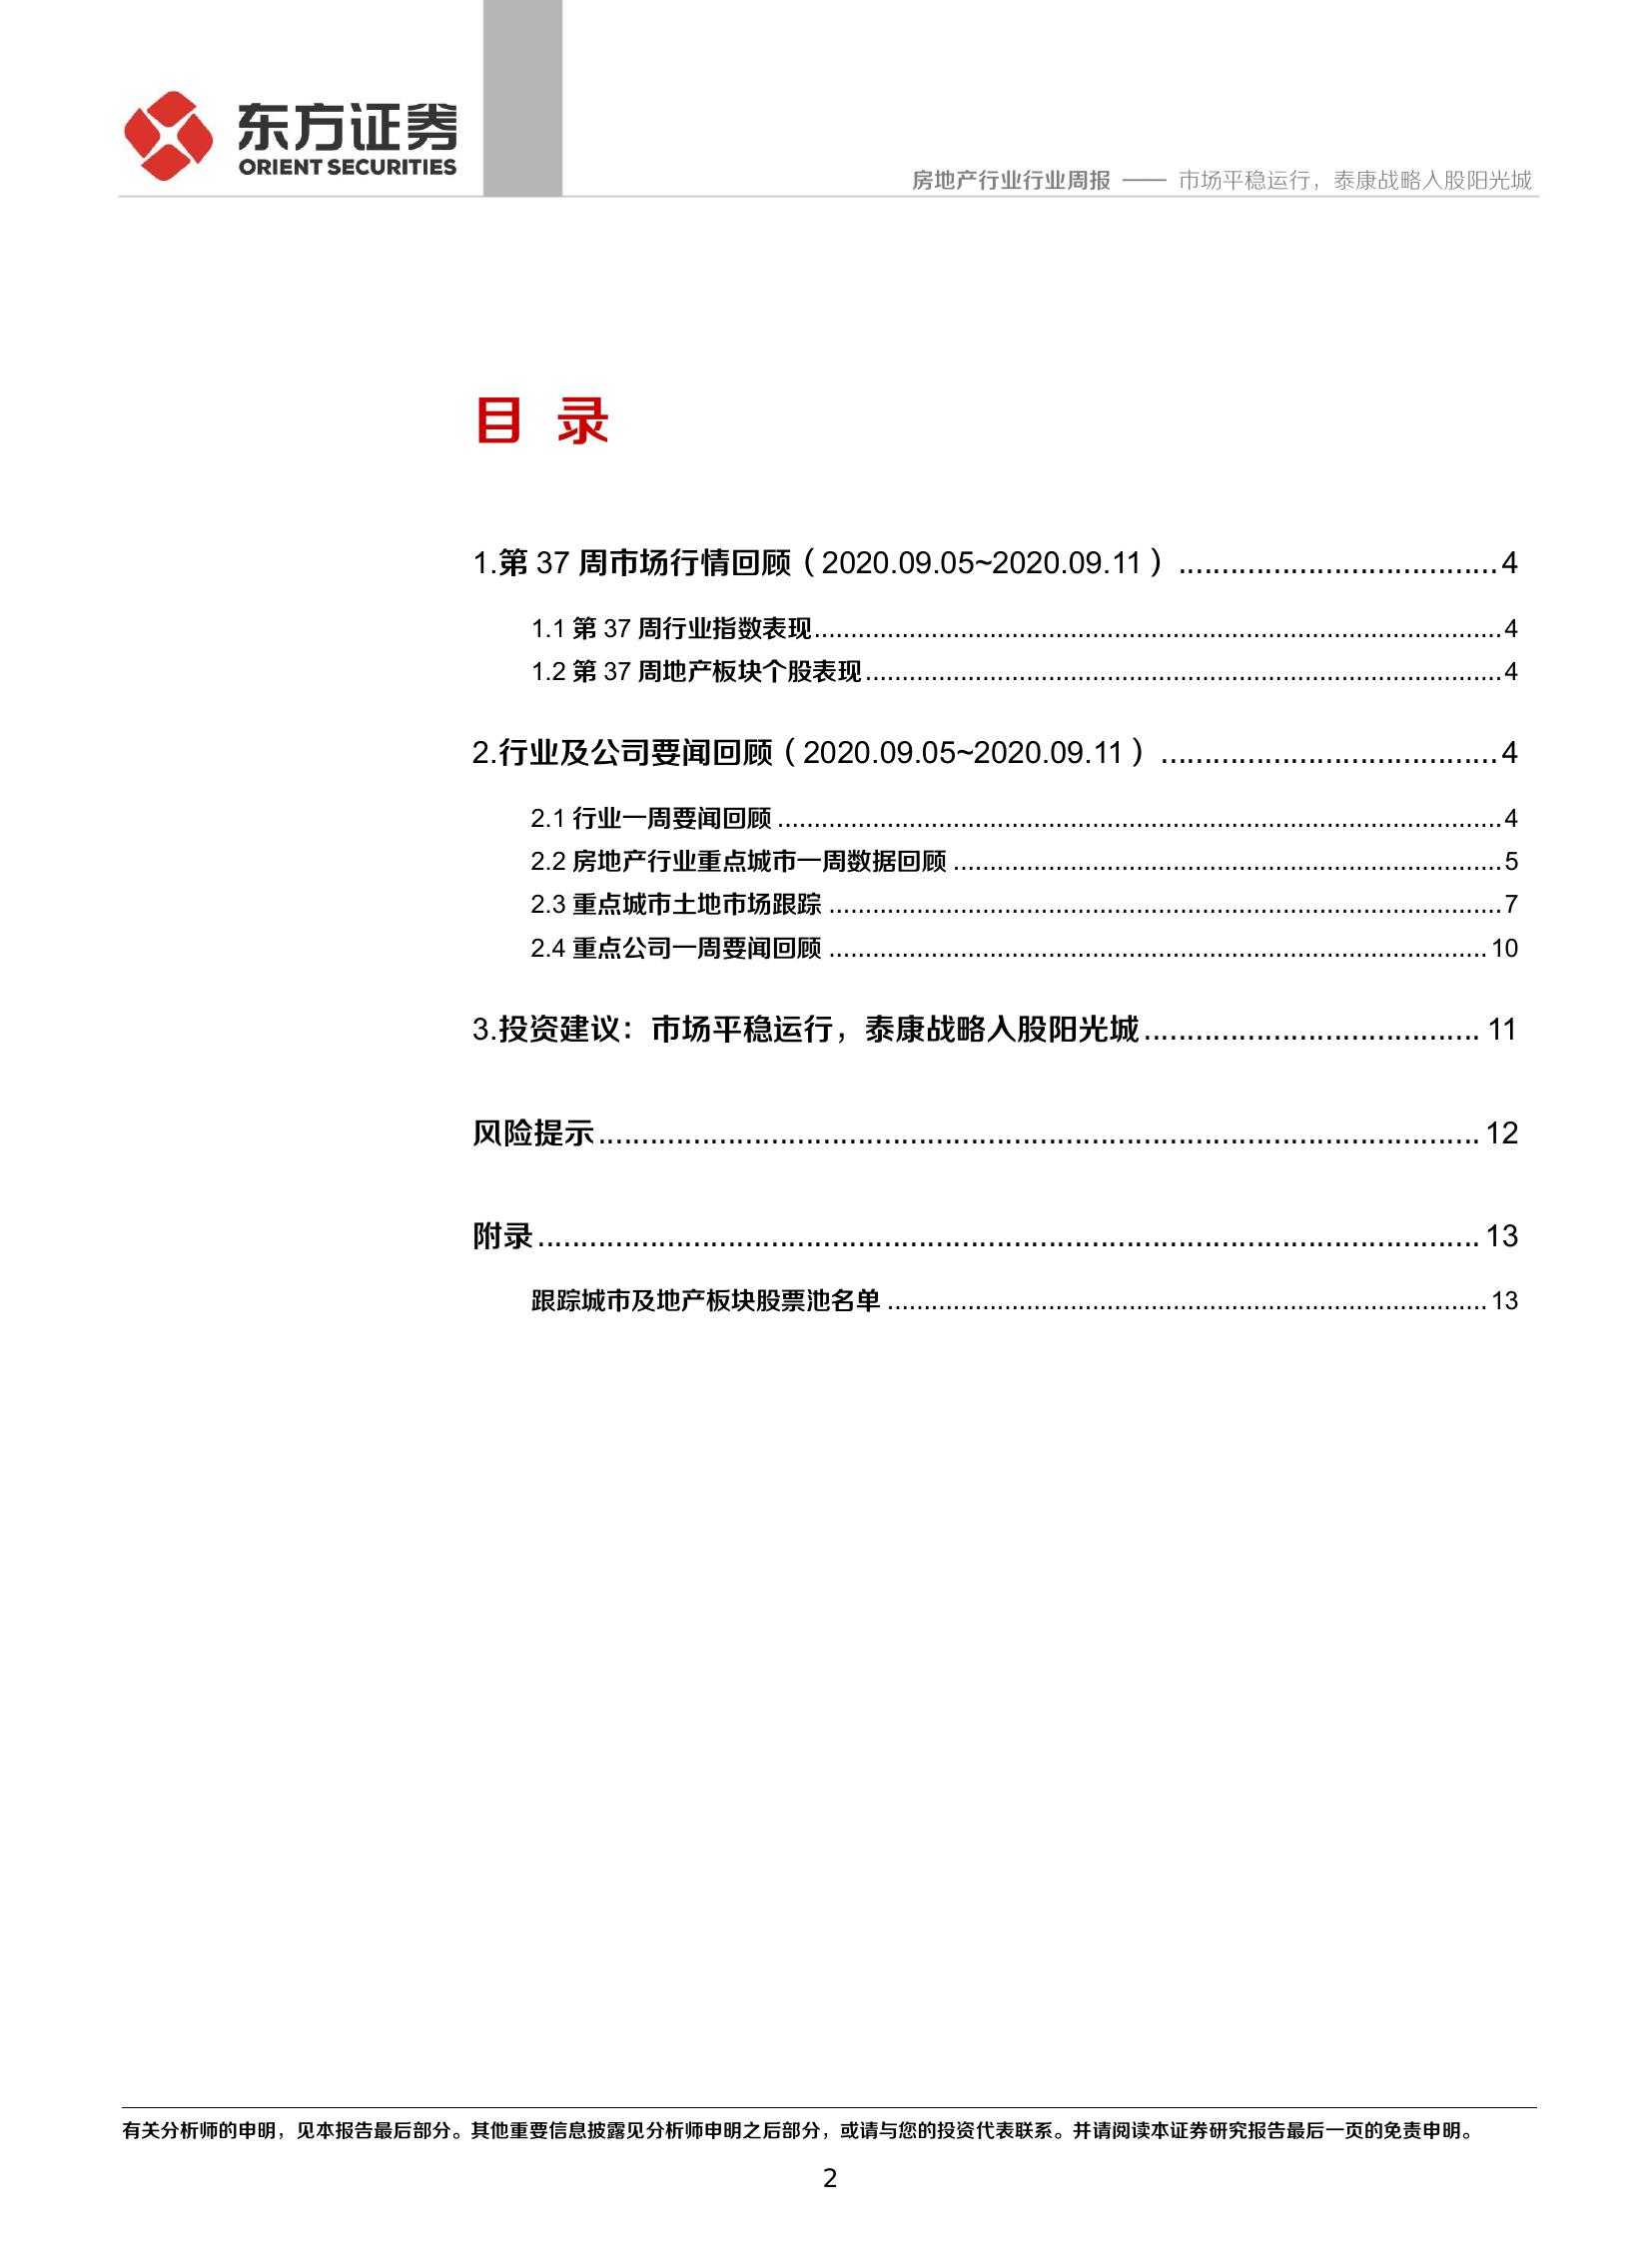 东方证券
ORIENT SECURITIES
房地产行业行业周报 —— 市场平稳运行，泰康战略入股阳光城
目 录
1.第 37 周市场行情回顾（2020.09.05~2020.09.11）.....................................4
1.1 第 37 周行业指数表现..............................................................................................4
1.2 第 37 周地产板块个股表现.......................................................................................4
2.行业及公司要闻回顾（2020.09.05~2020.09.11）.......................................4
2.1 行业一周要闻回顾...................................................................................................4
2.2 房地产行业重点城市一周数据回顾...........................................................................5
2.3 重点城市土地市场跟踪............................................................................................7
2.4 重点公司一周要闻回顾..........................................................................................10
3.投资建议：市场平稳运行，泰康战略入股阳光城.......................................11
风险提示......................................................................................................12
附录.............................................................................................................13
跟踪城市及地产板块股票池名单..................................................................................13
有关分析师的申明，见本报告最后部分。其他重要信息披露见分析师申明之后部分，或请与您的投资代表联系。并请阅读本证券研究报告最后一页的免责申明。
2